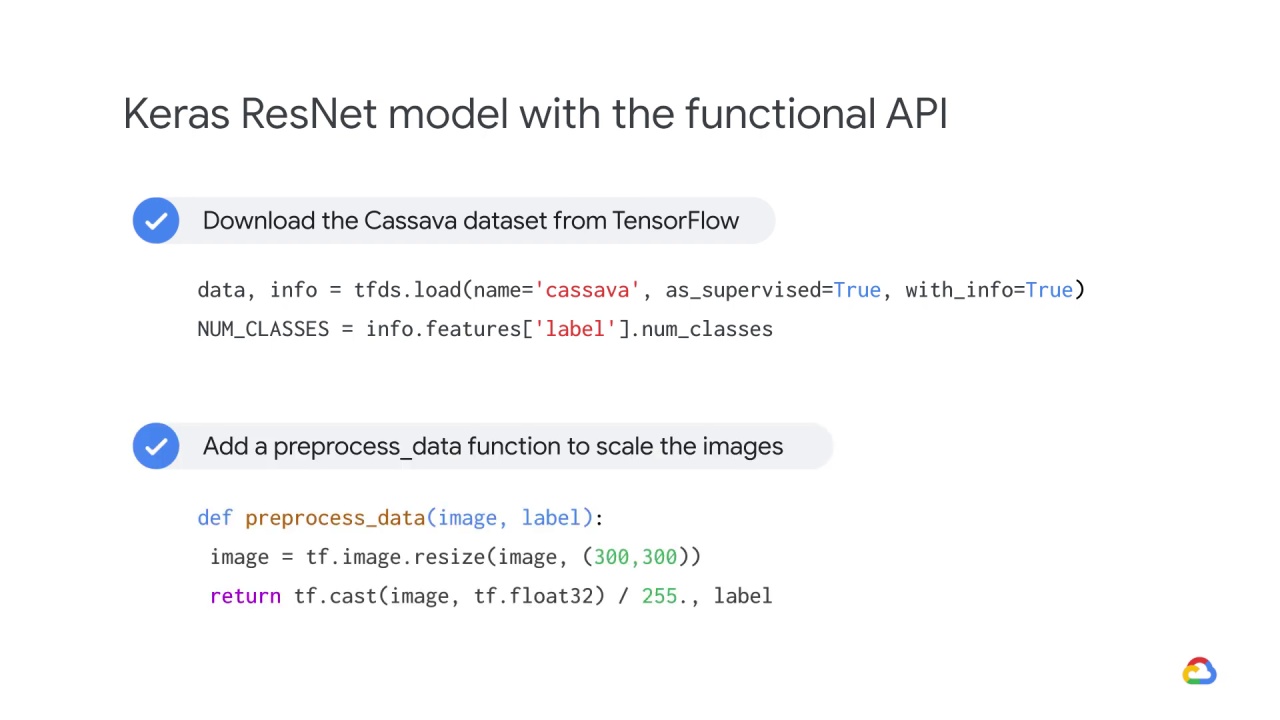 Keras ResNet model with the functional API
Download the Cassava dataset from TensorFlow
data, info = tfds.load(name='cassava', as_supervised=True, with_info=True)
NUM_CLASSES = info.features['label'].num_classes
Add a preprocess_data function to scale the images
def preprocess_data(image, label):
image = tf.image.resize(image, (300,300))
return tf.cast(image, tf.float32) / 255., label